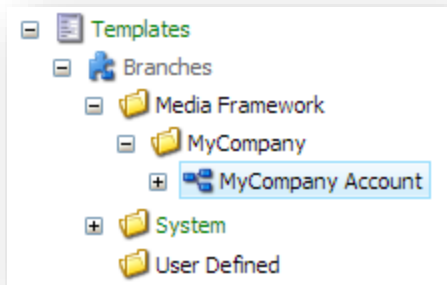 Templates
Branches
Media Framework
MyCompany
MyCompany Account
System
User Defined